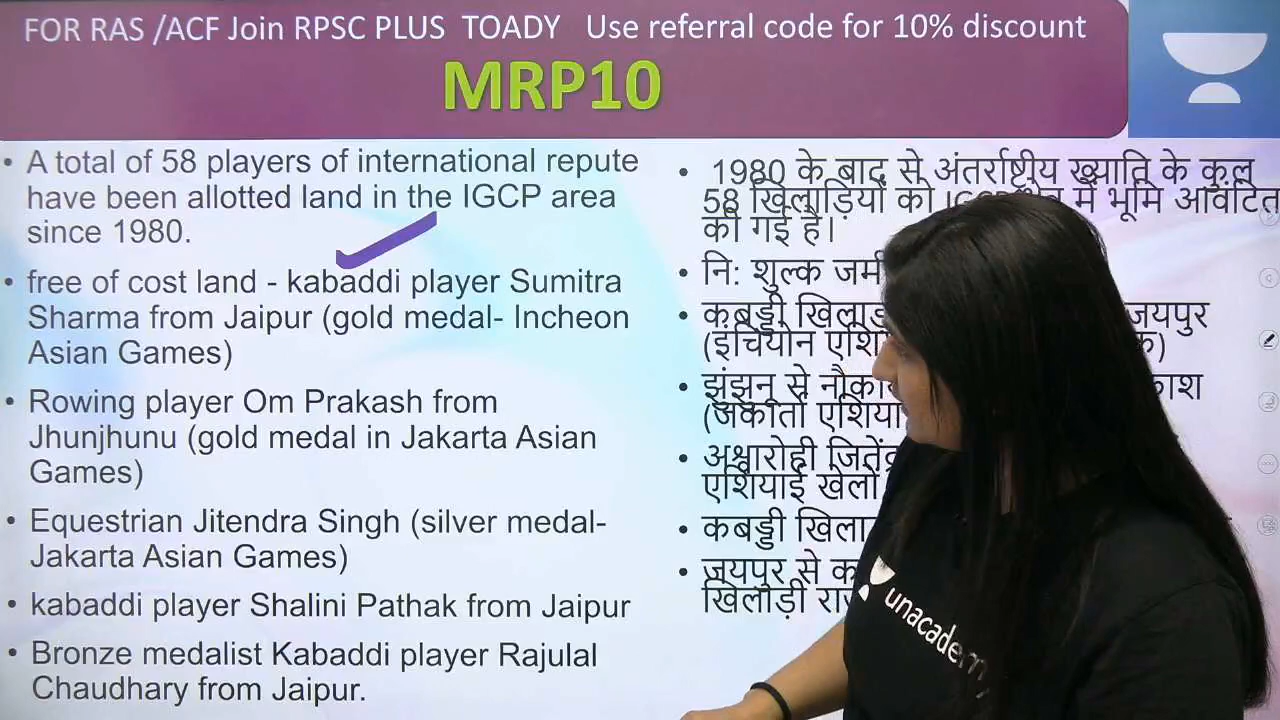 FOR RAS /ACF Join RPSC PLUS TOADY Use referral code for 10% discount
MRP10
• A total of 58 players of international repute
have been allotted land in the IGCP area
since 1980.
• free of cost land - kabaddi player Sumitra
Sharma from Jaipur (gold medal- Incheon
Asian Games)
• Rowing player Om Prakash from
Jhunjhunu (gold medal in Jakarta Asian
Games)
• Equestrian Jitendra Singh (silver medal-
Jakarta Asian Games)
• kabaddi player Shalini Pathak from Jaipur
• Bronze medalist Kabaddi player Rajulal
Chaudhary from Jaipur.
• 1980 के बाद से अंतर्राष्ट्रीय ख्याति के कुल
58 खिलाड़ियों को में भूमि आवंटित
की गई है।
• नि: शुल्क
• कबड्डी जयपुर
(इंचियोन
• झुंझुनू से
(जकार्ता
• अश्वारोही
एशियाई खेलों
• कबड्डी
• जयपुर से
खिलाड़ी
unacademy